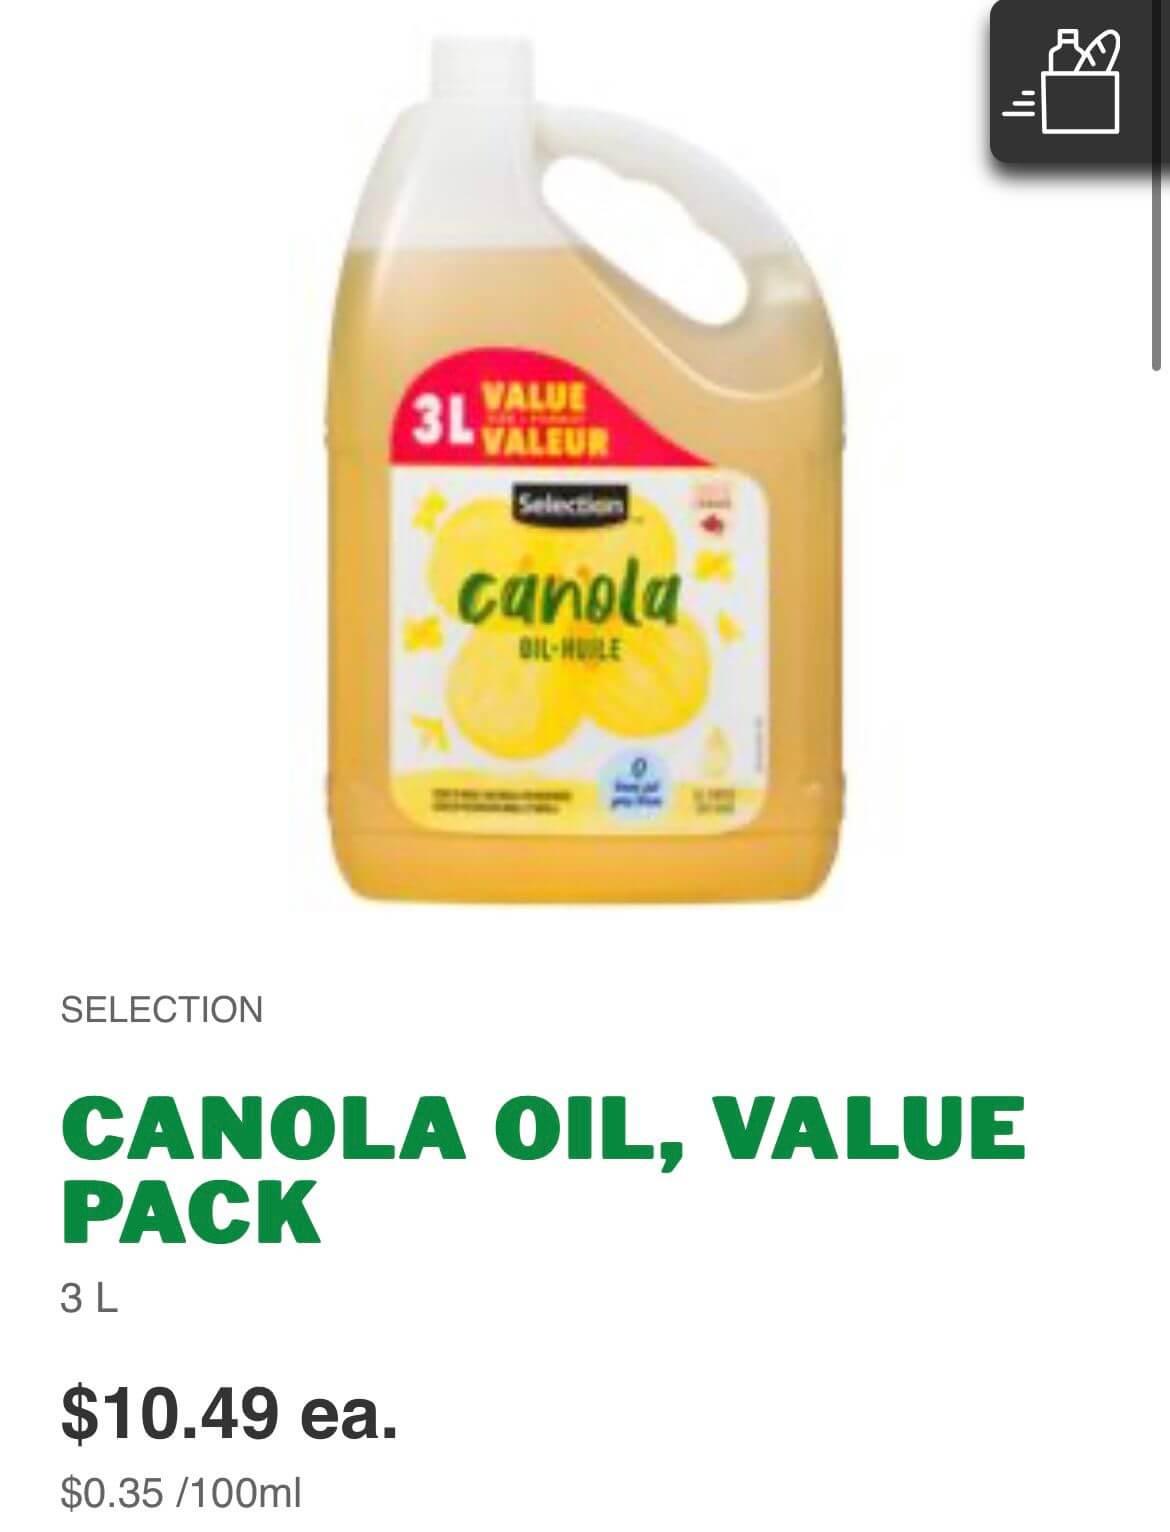 3L VALUE
VALEUR
Selection
canola
OIL·HUILE
0
SELECTION
CANOLA OIL, VALUE
PACK
3 L
$10.49 ea.
$0.35 /100ml